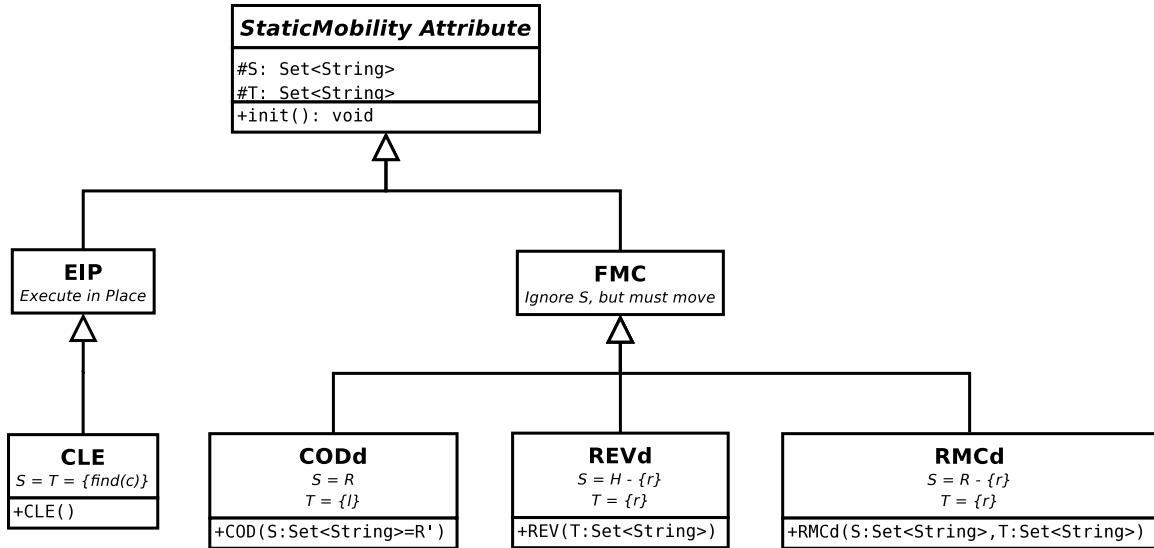 StaticMobility Attribute
#S: Set<String>
#T: Set<String>
+init(): void
EIP
Execute in Place
FMC
Ignore S, but must move
CLE
S = T = {find(c)}
+CLE()
CODd
S = R
T = {l}
+COD(S:Set<String>=R')
REVd
S = H - {r}
T = {r}
+REV(T:Set<String>)
RMCd
S = R - {r}
T = {r}
+RMCd(S:Set<String>,T:Set<String>)